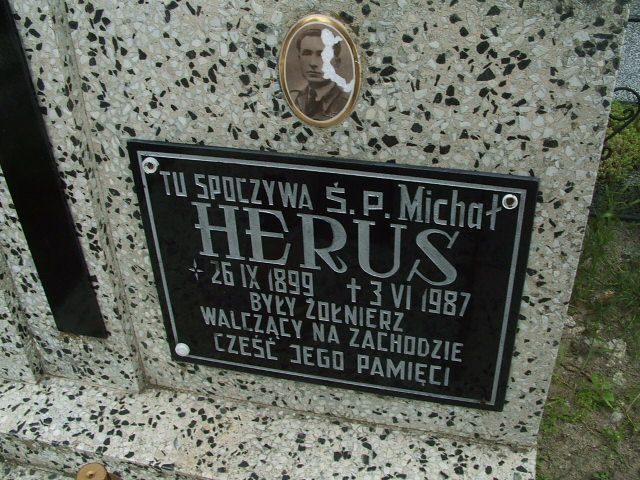 TU SPOCZYWA Ś. P. Michał
HERUS
26 IX 1899 ✝ 3 VI 1987
BYŁY ŻOŁNIERZ
WALCZĄCY NA ZACHODZIE
CZEŚĆ JEGO PAMIĘCI